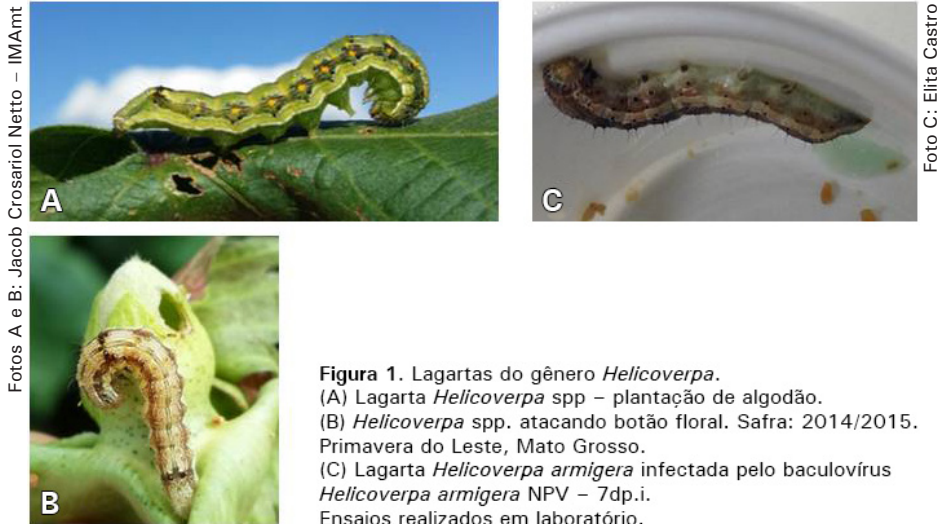 Fotos A e B: Jacob Crosariol Netto – IMAmt
A
C
Foto C: Elita Castro
B
Figura 1. Lagartas do gênero Helicoverpa.
(A) Lagarta Helicoverpa spp – plantação de algodão.
(B) Helicoverpa spp. atacando botão floral. Safra: 2014/2015.
Primavera do Leste, Mato Grosso.
(C) Lagarta Helicoverpa armigera infectada pelo baculovírus
Helicoverpa armigera NPV – 7dp.i.
Ensaios realizados em laboratório.